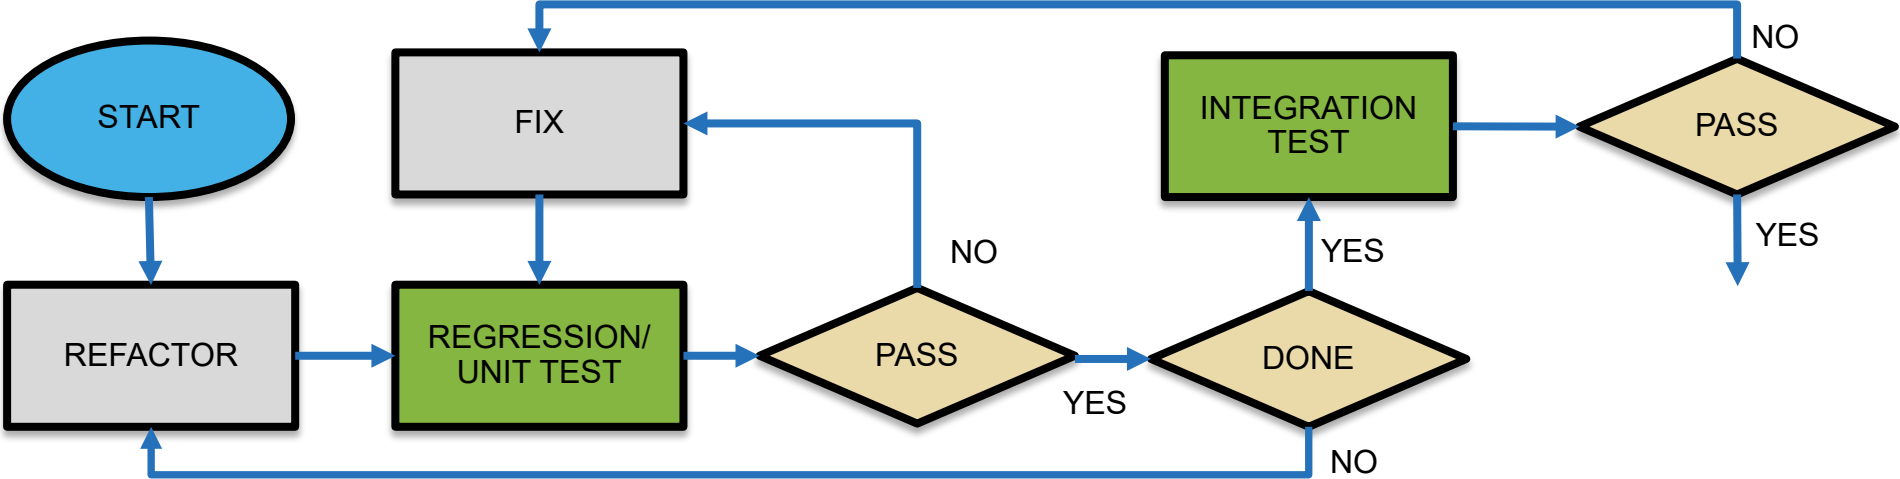 START
FIX
INTEGRATION
TEST
PASS
NO
YES
REFACTOR
REGRESSION/
UNIT TEST
PASS
NO
YES
DONE
YES
NO